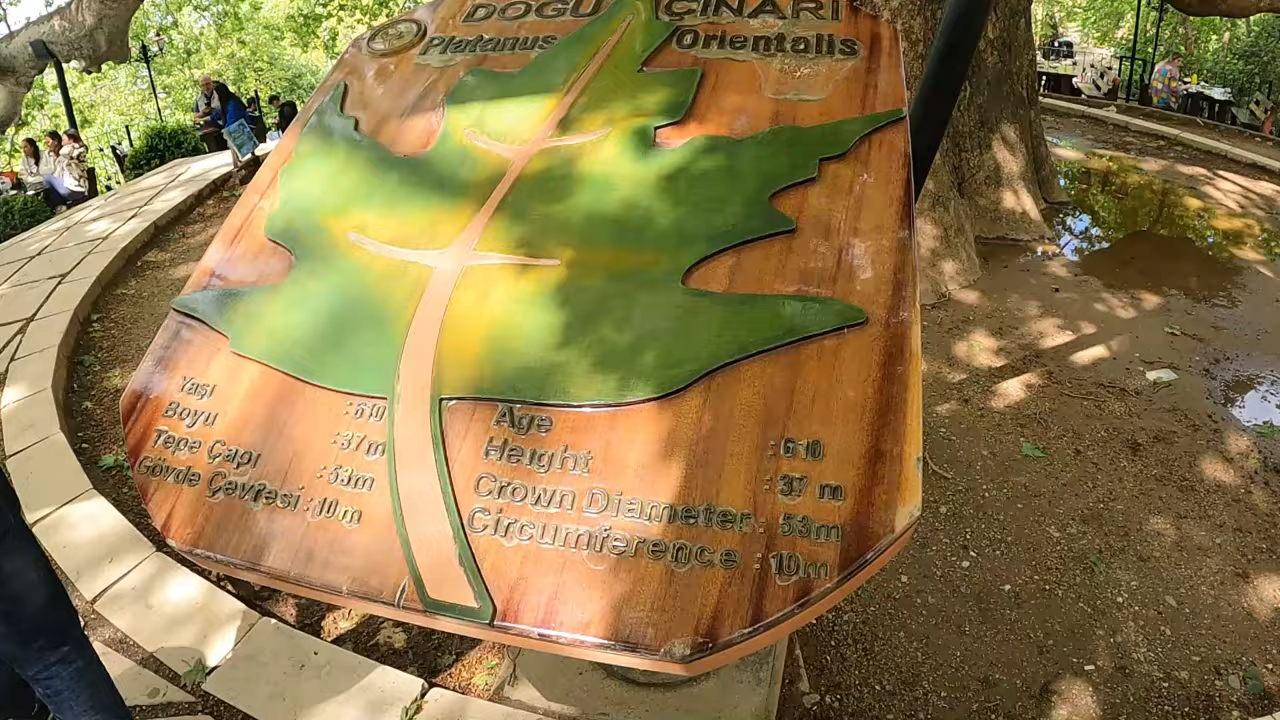 DOĞU ÇINARI
Platanus Orientalis
Yaşı : 610
Boyu : 37m
Tepe Çapı : 53m
Gövde Çevresi : 10m
Age : 610
Height : 37 m
Crown Diameter : 53m
Circumference : 10m